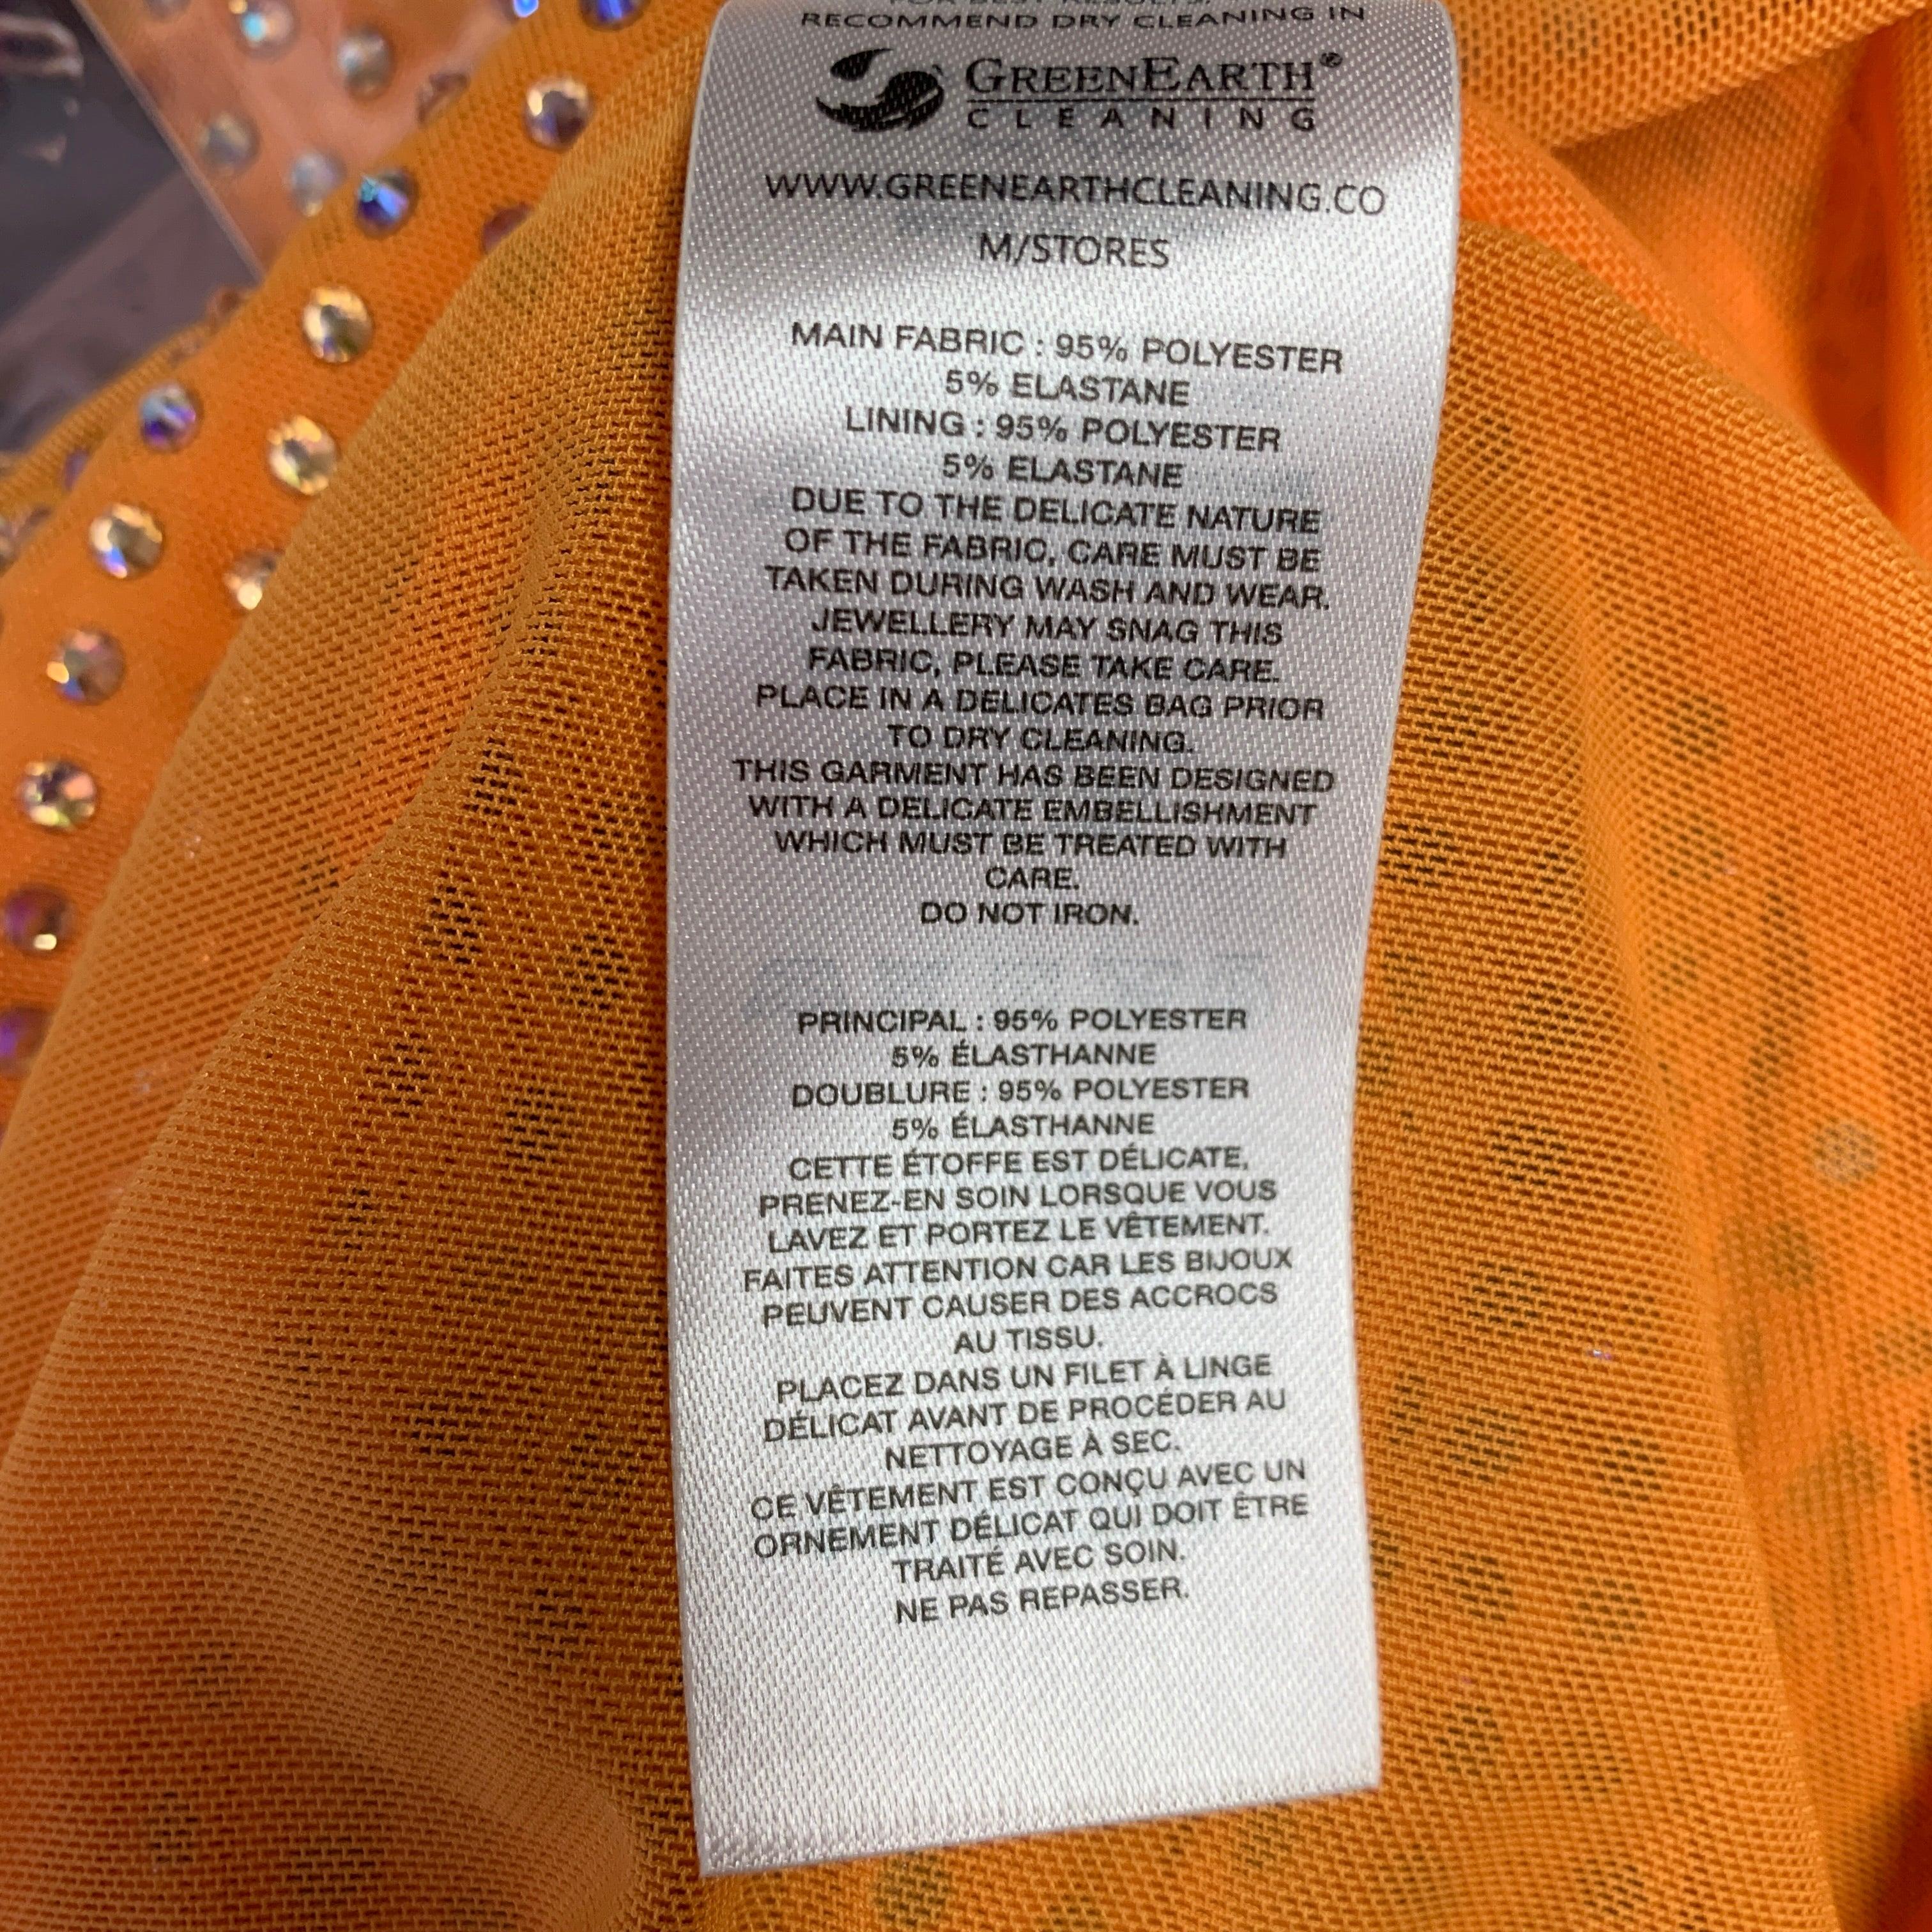 FOR BEST RESULTS,
RECOMMEND DRY CLEANING IN
GREENEARTH®
CLEANING
WWW.GREENEARTHCLEANING.CO
M/STORES
MAIN FABRIC : 95% POLYESTER
5% ELASTANE
LINING : 95% POLYESTER
5% ELASTANE
DUE TO THE DELICATE NATURE
OF THE FABRIC, CARE MUST BE
TAKEN DURING WASH AND WEAR.
JEWELLERY MAY SNAG THIS
FABRIC, PLEASE TAKE CARE.
PLACE IN A DELICATES BAG PRIOR
TO DRY CLEANING.
THIS GARMENT HAS BEEN DESIGNED
WITH A DELICATE EMBELLISHMENT
WHICH MUST BE TREATED WITH
CARE.
DO NOT IRON.
PRINCIPAL : 95% POLYESTER
5% ÉLASTHANNE
DOUBLURE : 95% POLYESTER
5% ÉLASTHANNE
CETTE ÉTOFFE EST DÉLICATE,
PRENEZ-EN SOIN LORSQUE VOUS
LAVEZ ET PORTEZ LE VÊTEMENT.
FAITES ATTENTION CAR LES BIJOUX
PEUVENT CAUSER DES ACCROCS
AU TISSU.
PLACEZ DANS UN FILET À LINGE
DÉLICAT AVANT DE PROCÉDER AU
NETTOYAGE À SEC.
CE VÊTEMENT EST CONÇU AVEC UN
ORNEMENT DÉLICAT QUI DOIT ÊTRE
TRAITÉ AVEC SOIN.
NE PAS REPASSER.